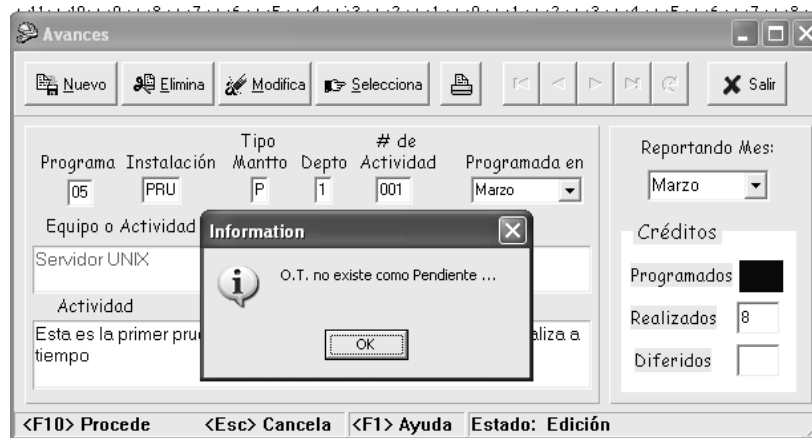 Avances
Nuevo Elimina Modifica Selecciona Salir
Tipo # de
Programa Instalación Mantto Depto Actividad Programada en
05 PRU P 1 001 Marzo
Reportando Mes:
Marzo
Equipo o Actividad
Servidor UNIX
Information
O.T. no existe como Pendiente ...
OK
Actividad
Esta es la primer aliza a
tiempo
Créditos
Programados
Realizados 8
Diferidos
<F10> Procede <Esc> Cancela <F1> Ayuda Estado: Edición